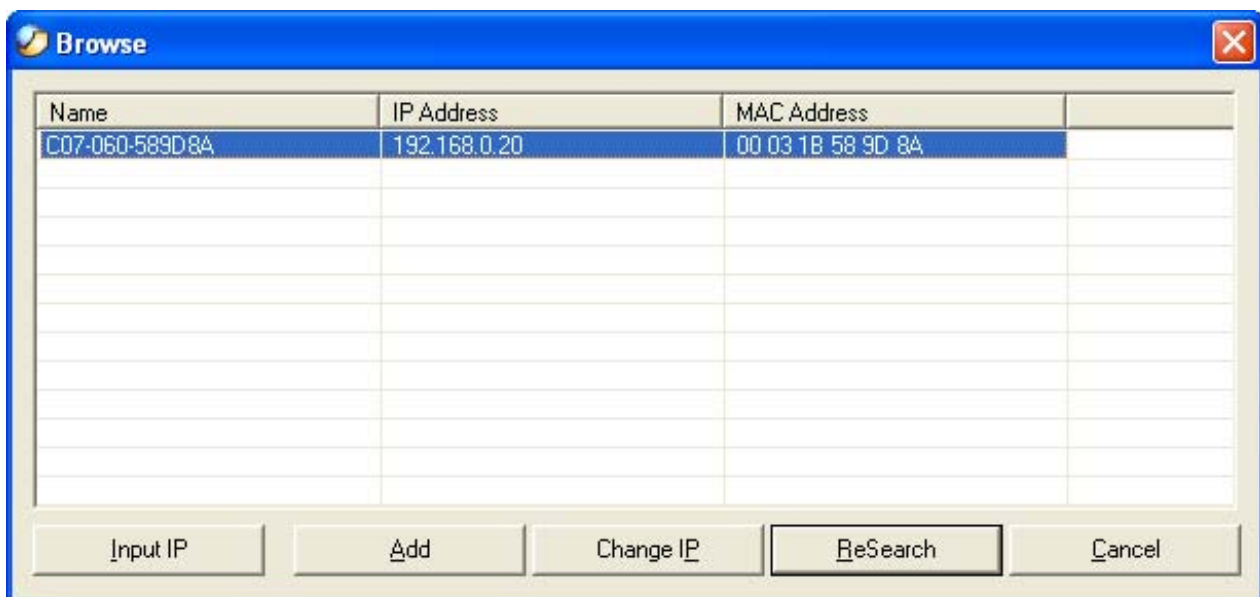 Browse
Name IP Address MAC Address
C07-060-589D8A 192.168.0.20 00 03 1B 58 9D 8A
Input IP Add Change IP ReSearch Cancel